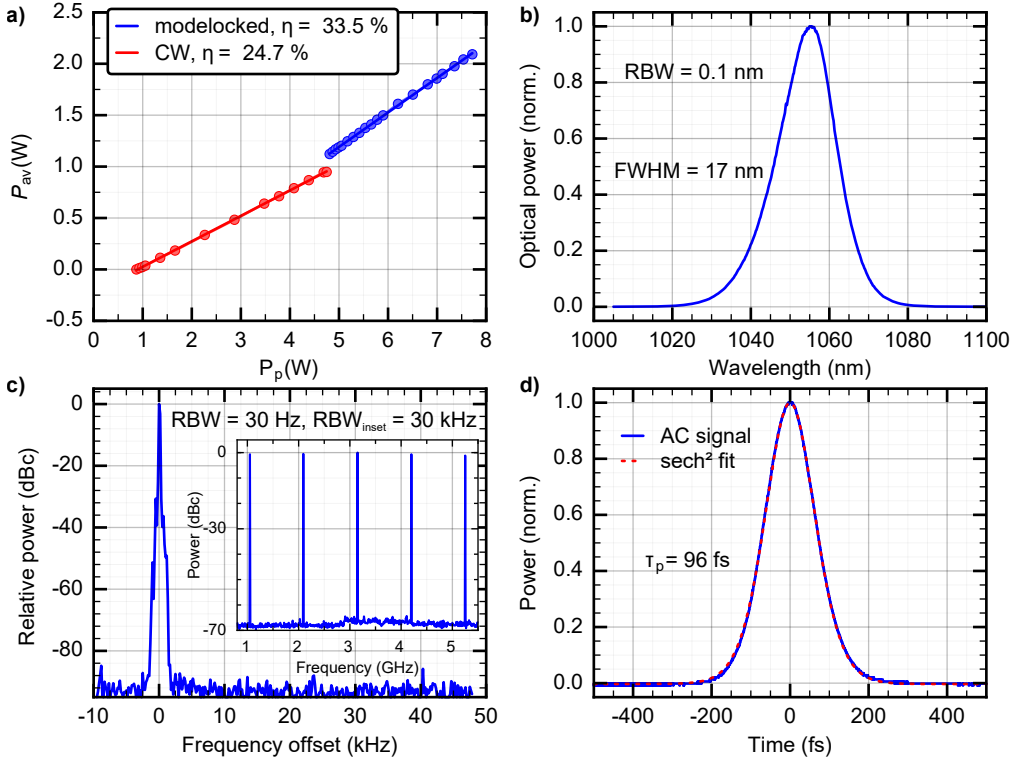 a)
modelocked, η = 33.5 %
CW, η = 24.7 %
2.5
2.0
1.5
1.0
0.5
0.0
-0.5
P_av(W)
0 1 2 3 4 5 6 7 8
P_p(W)
b)
RBW = 0.1 nm
FWHM = 17 nm
1.0
0.8
0.6
0.4
0.2
0.0
Optical power (norm.)
1000 1020 1040 1060 1080 1100
Wavelength (nm)
c)
RBW = 30 Hz, RBW_inset = 30 kHz
0
-20
-40
-60
-80
Relative power (dBc)
0
-30
-70
Power (dBc)
1 2 3 4 5
Frequency (GHz)
-10 0 10 20 30 40 50
Frequency offset (kHz)
d)
AC signal
sech² fit
τ_p = 96 fs
1.0
0.8
0.6
0.4
0.2
0.0
Power (norm.)
-400 -200 0 200 400
Time (fs)